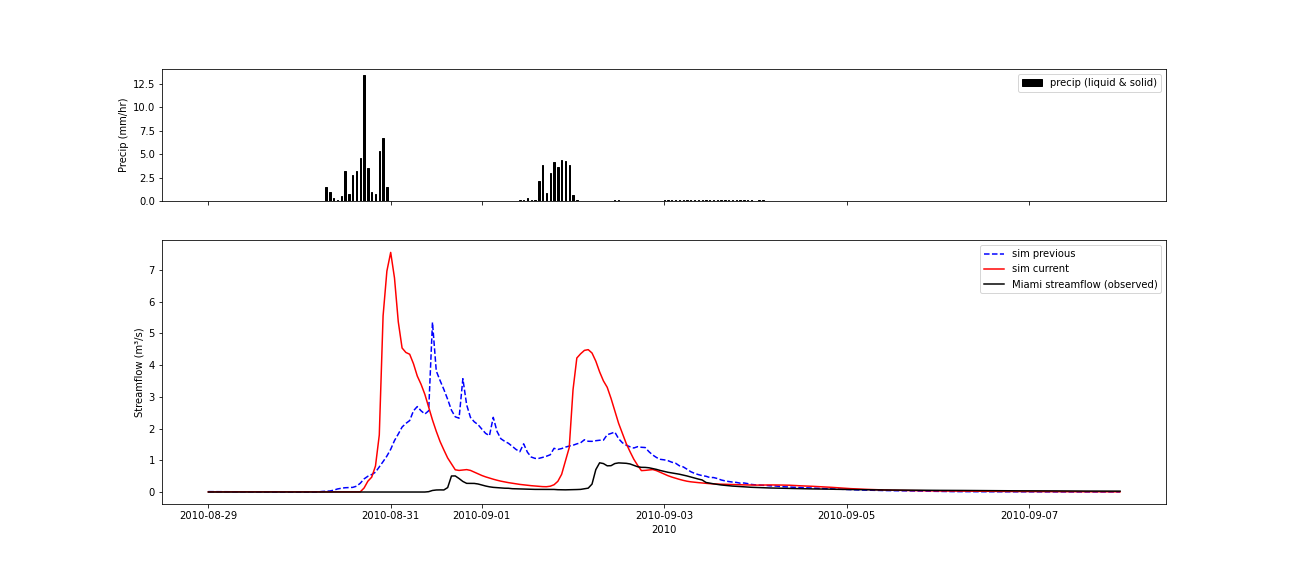 12.5
10.0
7.5
5.0
2.5
0.0
Precip (mm/hr)
precip (liquid & solid)
7
6
5
4
3
2
1
0
Streamflow (m³/s)
sim previous
sim current
Miami streamflow (observed)
2010-08-29 2010-08-31 2010-09-01 2010-09-03 2010-09-05 2010-09-07
2010